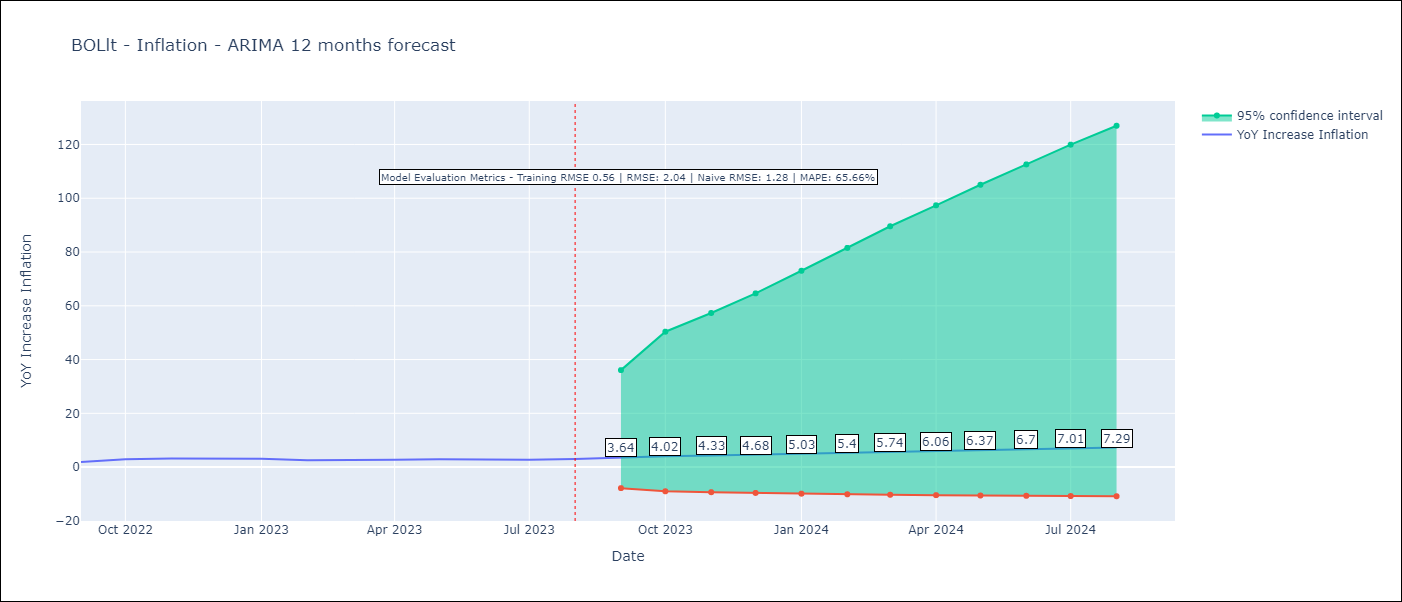 BOLlt - Inflation - ARIMA 12 months forecast
95% confidence interval
YoY Increase Inflation
Model Evaluation Metrics - Training RMSE 0.56 | RMSE: 2.04 | Naive RMSE: 1.28 | MAPE: 65.66%
YoY Increase Inflation
120
100
80
60
40
20
0
−20
3.64 4.02 4.33 4.68 5.03 5.4 5.74 6.06 6.37 6.7 7.01 7.29
Oct 2022 Jan 2023 Apr 2023 Jul 2023 Oct 2023 Jan 2024 Apr 2024 Jul 2024
Date